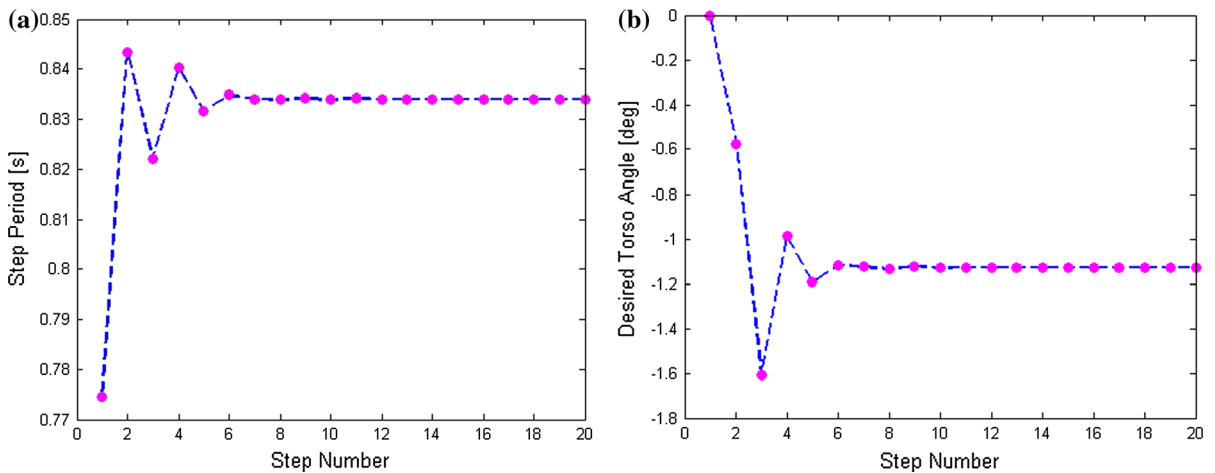 (a)
Step Period [s]
0.85
0.84
0.83
0.82
0.81
0.8
0.79
0.78
0.77
0 2 4 6 8 10 12 14 16 18 20
Step Number
(b)
Desired Torso Angle [deg]
0
-0.2
-0.4
-0.6
-0.8
-1
-1.2
-1.4
-1.6
-1.8
0 2 4 6 8 10 12 14 16 18 20
Step Number